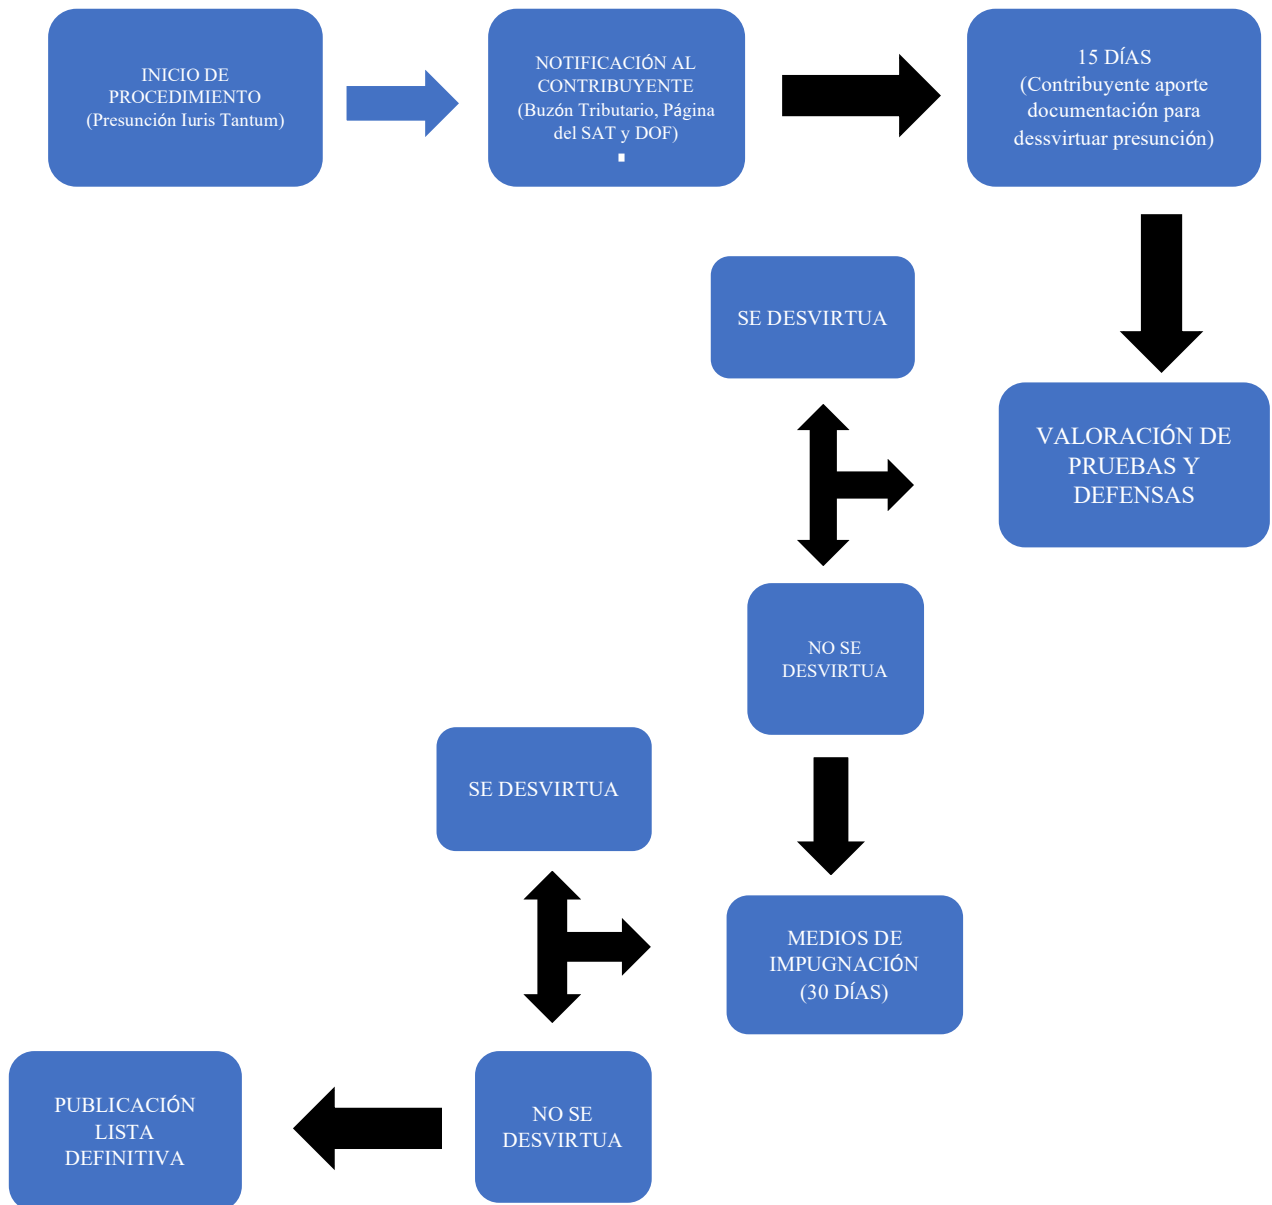 INICIO DE
PROCEDIMIENTO
(Presunción Iuris Tantum)
NOTIFICACIÓN AL
CONTRIBUYENTE
(Buzón Tributario, Página
del SAT y DOF)
15 DÍAS
(Contribuyente aporte
documentación para
dessvirtuar presunción)
SE DESVIRTUA
VALORACIÓN DE
PRUEBAS Y
DEFENSAS
NO SE
DESVIRTUA
SE DESVIRTUA
MEDIOS DE
IMPUGNACIÓN
(30 DÍAS)
PUBLICACIÓN
LISTA
DEFINITIVA
NO SE
DESVIRTUA